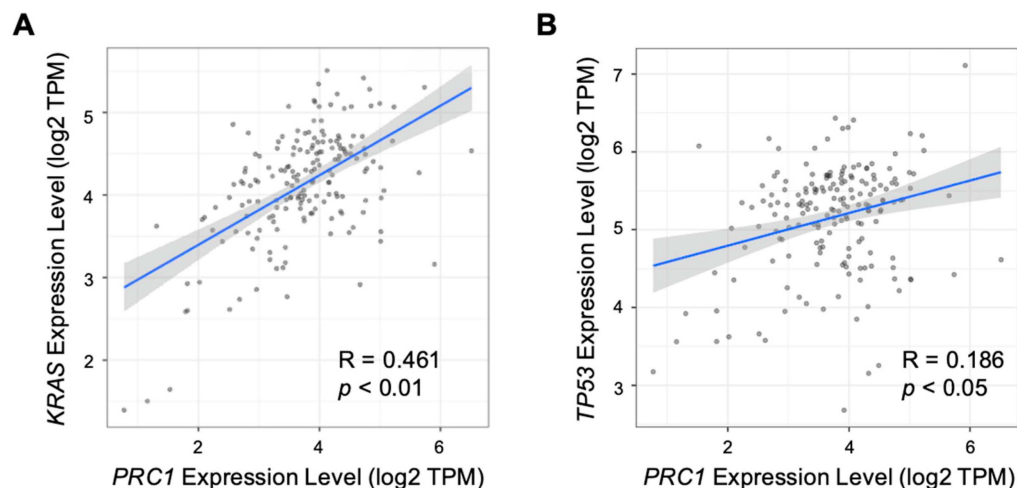 A
KRAS Expression Level (log2 TPM)
5
4
3
2
R = 0.461
p < 0.01
2 4 6
PRC1 Expression Level (log2 TPM)
B
TP53 Expression Level (log2 TPM)
7
6
5
4
3
R = 0.186
p < 0.05
2 4 6
PRC1 Expression Level (log2 TPM)